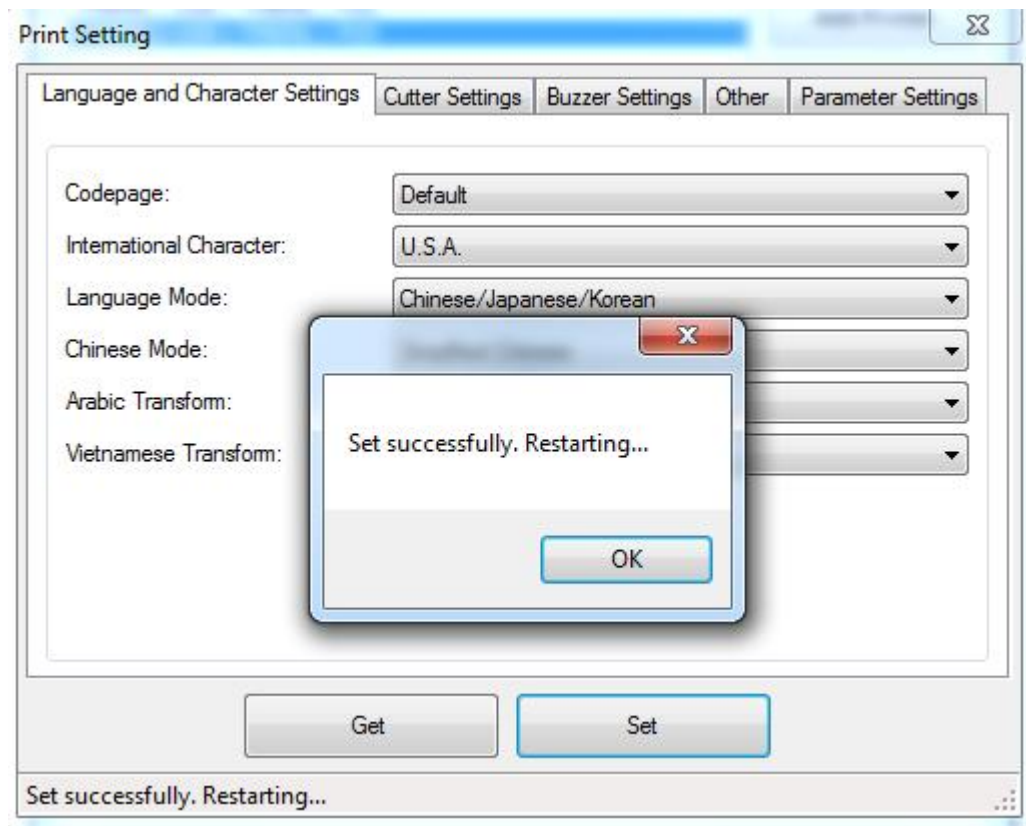 Print Setting
Language and Character Settings Cutter Settings Buzzer Settings Other Parameter Settings
Codepage: Default
International Character: U.S.A.
Language Mode: Chinese/Japanese/Korean
Chinese Mode:
Arabic Transform:
Vietnamese Transform:
Set successfully. Restarting...
OK
Get Set
Set successfully. Restarting...